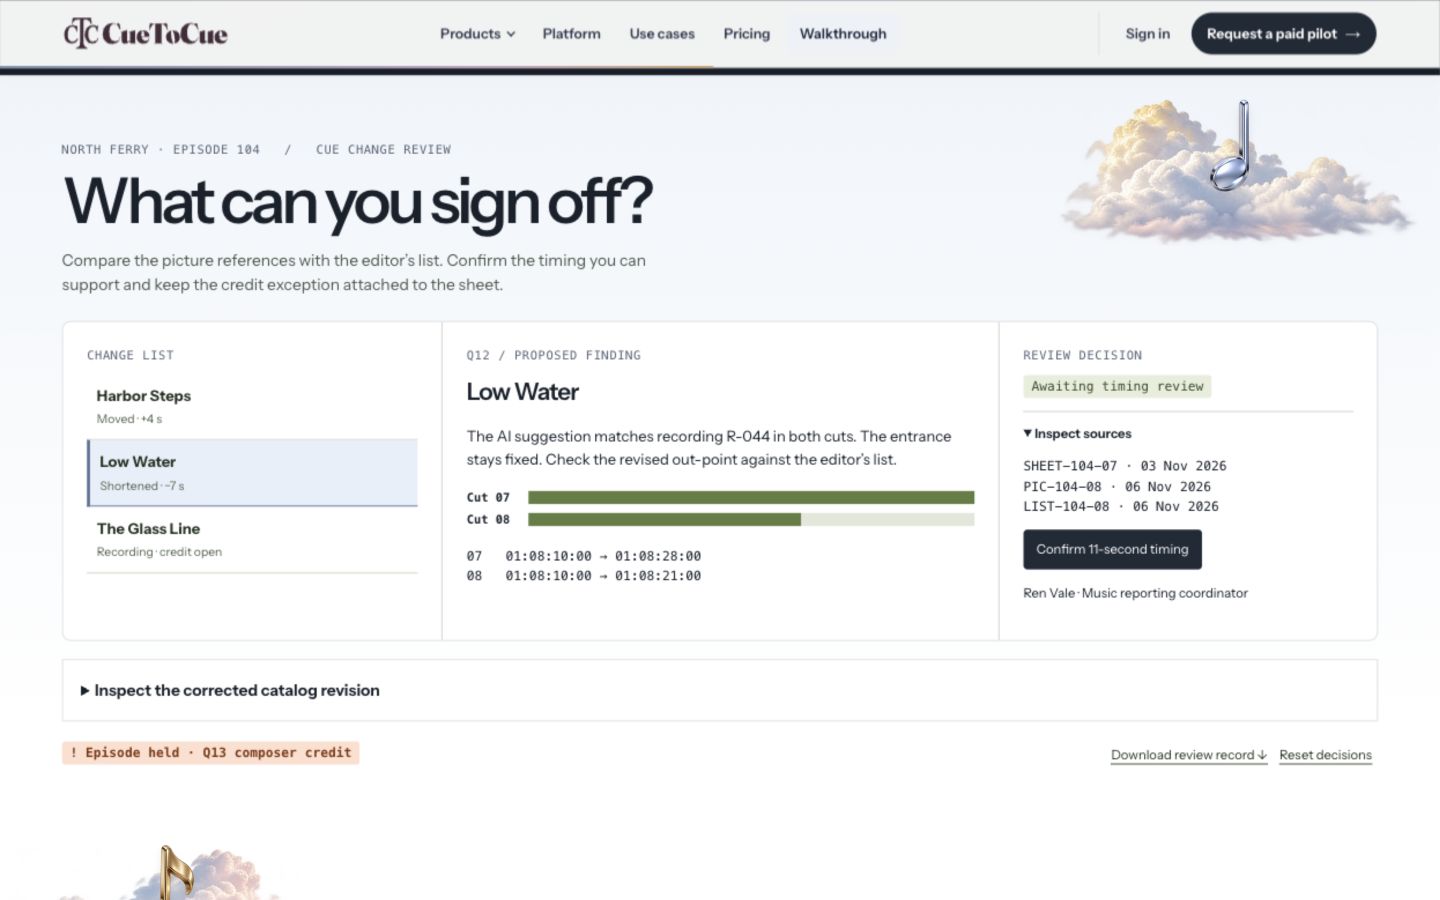 CTC CueToCue
Products
Platform
Use cases
Pricing
Walkthrough
Sign in
Request a paid pilot →
NORTH FERRY · EPISODE 104 / CUE CHANGE REVIEW
What can you sign off?
Compare the picture references with the editor’s list. Confirm the timing you can
support and keep the credit exception attached to the sheet.
CHANGE LIST
Harbor Steps
Moved · +4 s
Low Water
Shortened · −7 s
The Glass Line
Recording · credit open
Q12 / PROPOSED FINDING
Low Water
The AI suggestion matches recording R-044 in both cuts. The entrance
stays fixed. Check the revised out-point against the editor’s list.
Cut 07
Cut 08
07 01:08:10:00 → 01:08:28:00
08 01:08:10:00 → 01:08:21:00
REVIEW DECISION
Awaiting timing review
▼ Inspect sources
SHEET-104-07 · 03 Nov 2026
PIC-104-08 · 06 Nov 2026
LIST-104-08 · 06 Nov 2026
Confirm 11-second timing
Ren Vale · Music reporting coordinator
▶ Inspect the corrected catalog revision
! Episode held · Q13 composer credit
Download review record ↓
Reset decisions